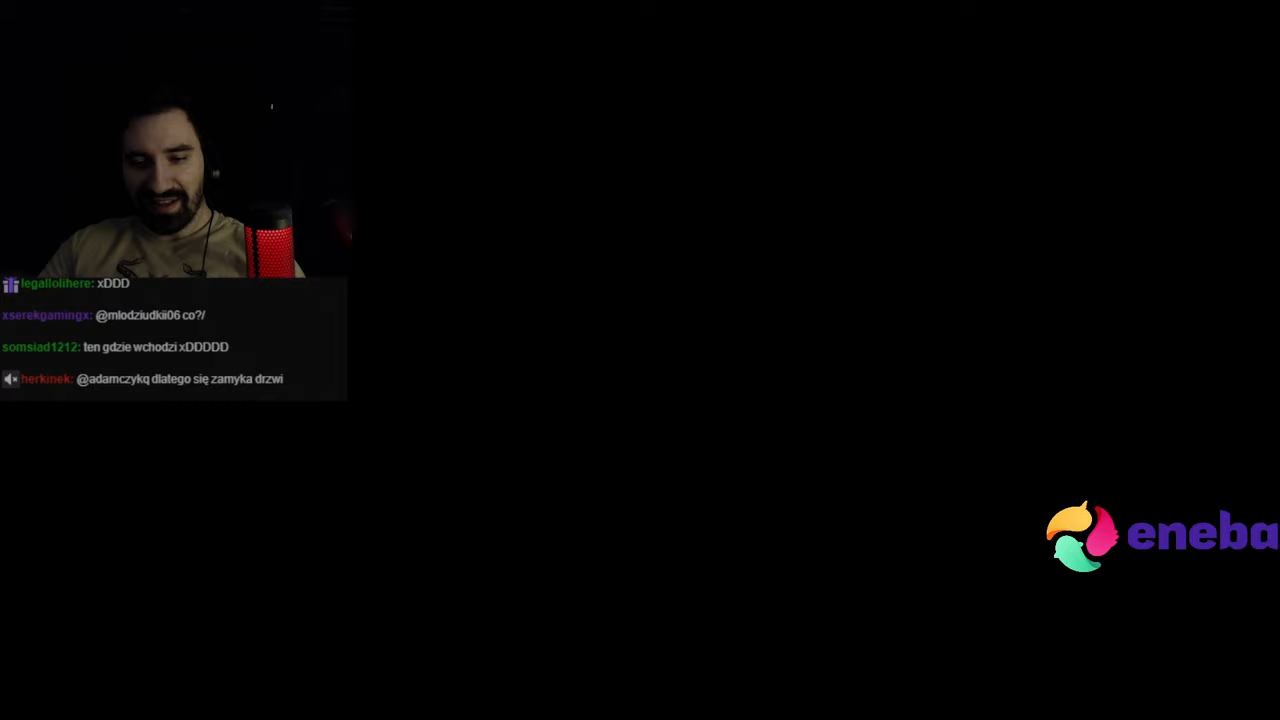 legallolihere: xDDD
xserekgamingx: @mlodziudkii06 co?/
somsiad1212: ten gdzie wchodzi xDDDDD
herkinek: @adamczykq dlatego się zamyka drzwi
eneba